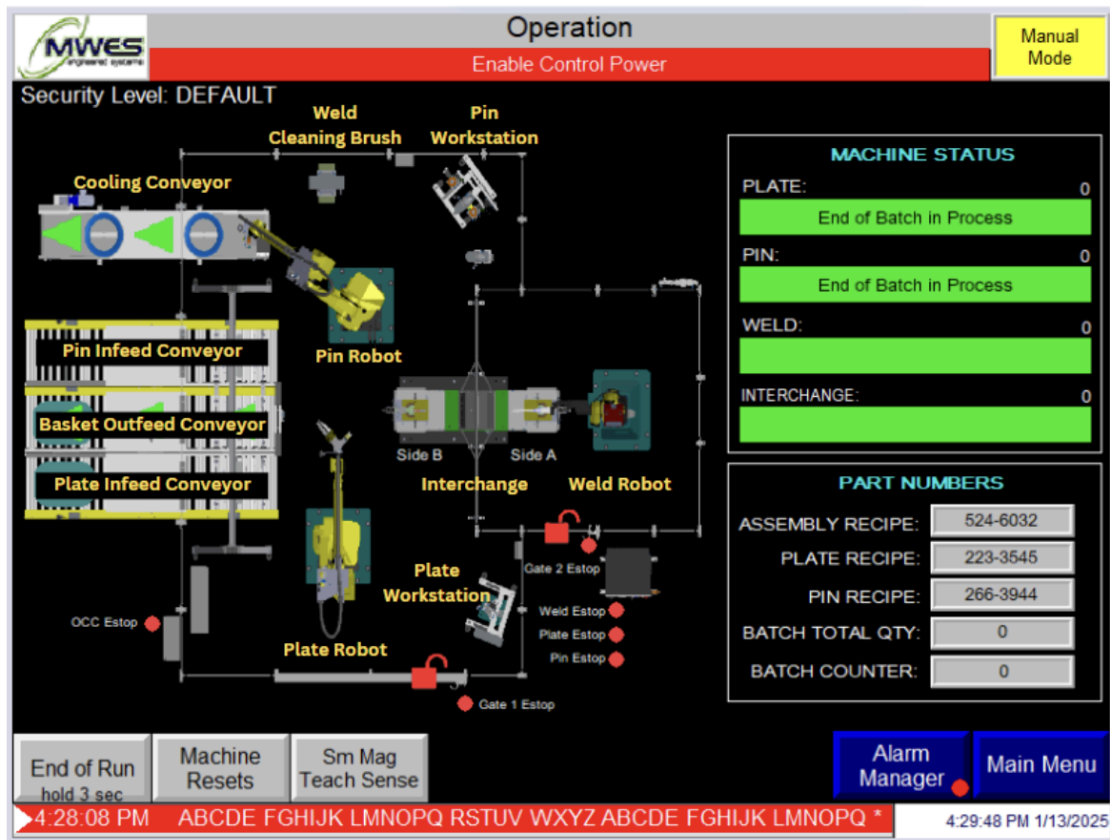 MWES
engineered systems
Operation
Enable Control Power
Manual
Mode
Security Level: DEFAULT
Weld
Cleaning Brush
Pin
Workstation
Cooling Conveyor
Pin Infeed Conveyor
Pin Robot
Basket Outfeed Conveyor
Plate Infeed Conveyor
Side B
Side A
Interchange
Weld Robot
Plate
Workstation
Gate 2 Estop
Weld Estop
Plate Estop
Pin Estop
OCC Estop
Plate Robot
Gate 1 Estop
MACHINE STATUS
PLATE: 0
End of Batch in Process
PIN: 0
End of Batch in Process
WELD: 0
INTERCHANGE: 0
PART NUMBERS
ASSEMBLY RECIPE: 524-6032
PLATE RECIPE: 223-3545
PIN RECIPE: 266-3944
BATCH TOTAL QTY: 0
BATCH COUNTER: 0
End of Run
hold 3 sec
Machine
Resets
Sm Mag
Teach Sense
Alarm
Manager
Main Menu
4:28:08 PM ABCDE FGHIJK LMNOPQ RSTUV WXYZ ABCDE FGHIJK LMNOPQ *
4:29:48 PM 1/13/2025